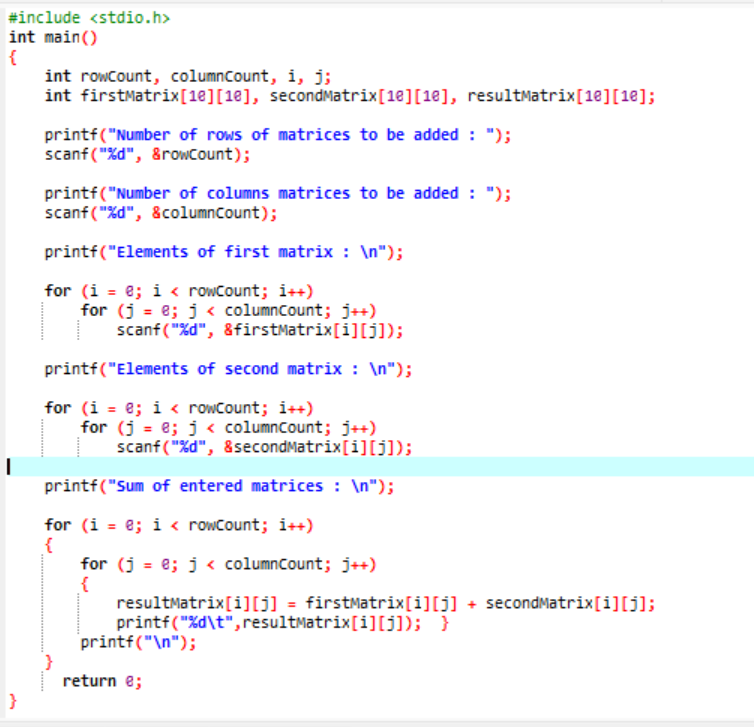 #include <stdio.h>
int main()
{
    int rowCount, columnCount, i, j;
    int firstMatrix[10][10], secondMatrix[10][10], resultMatrix[10][10];

    printf("Number of rows of matrices to be added : ");
    scanf("%d", &rowCount);

    printf("Number of columns matrices to be added : ");
    scanf("%d", &columnCount);

    printf("Elements of first matrix : \n");

    for (i = 0; i < rowCount; i++)
        for (j = 0; j < columnCount; j++)
            scanf("%d", &firstMatrix[i][j]);

    printf("Elements of second matrix : \n");

    for (i = 0; i < rowCount; i++)
        for (j = 0; j < columnCount; j++)
            scanf("%d", &secondMatrix[i][j]);

    printf("Sum of entered matrices : \n");

    for (i = 0; i < rowCount; i++)
    {
        for (j = 0; j < columnCount; j++)
        {
            resultMatrix[i][j] = firstMatrix[i][j] + secondMatrix[i][j];
            printf("%d\t",resultMatrix[i][j]);  }
        printf("\n");
    }
      return 0;
}